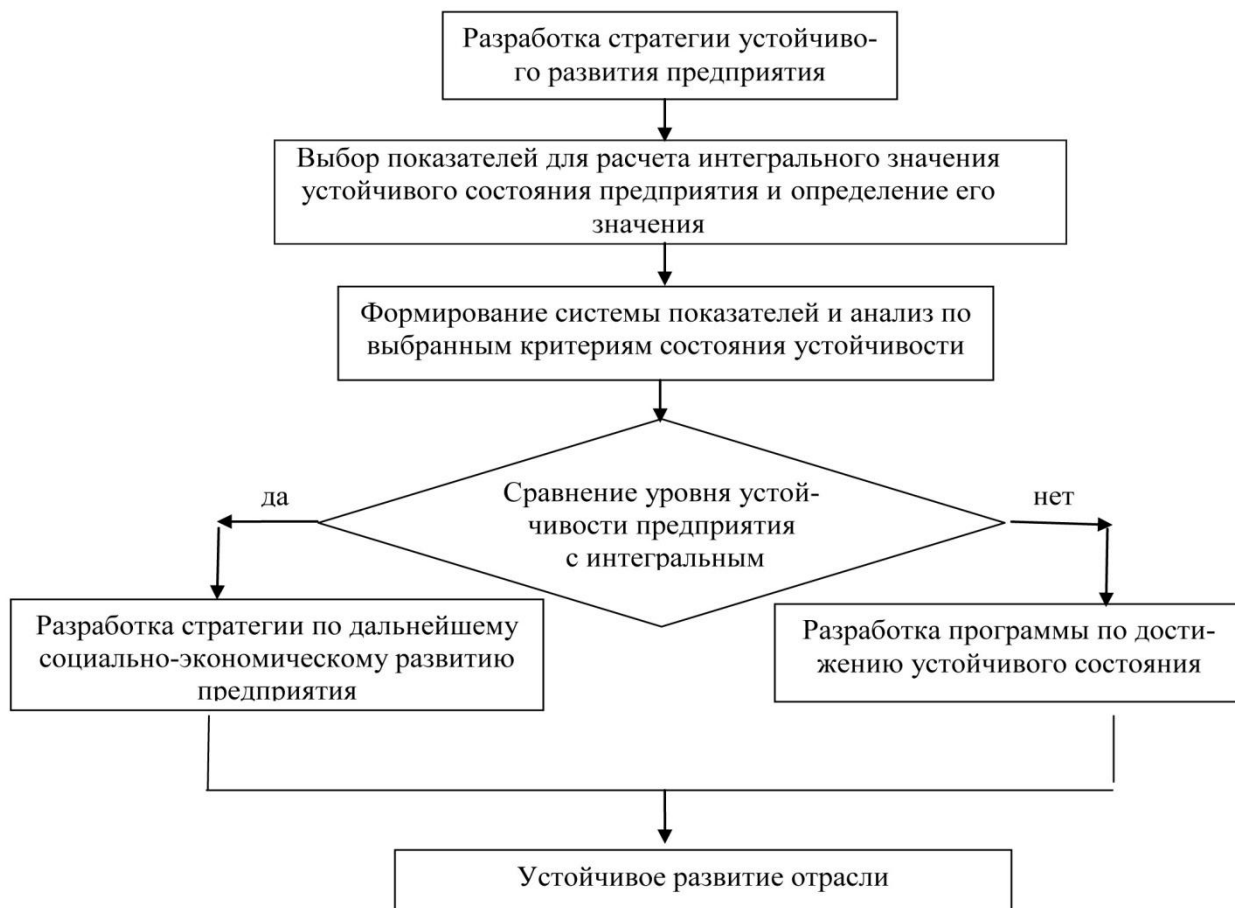 Разработка стратегии устойчиво-
го развития предприятия
Выбор показателей для расчета интегрального значения
устойчивого состояния предприятия и определение его
значения
Формирование системы показателей и анализ по
выбранным критериям состояния устойчивости
да
Сравнение уровня устой-
чивости предприятия
с интегральным
нет
Разработка стратегии по дальнейшему
социально-экономическому развитию
предприятия
Разработка программы по дости-
жению устойчивого состояния
Устойчивое развитие отрасли